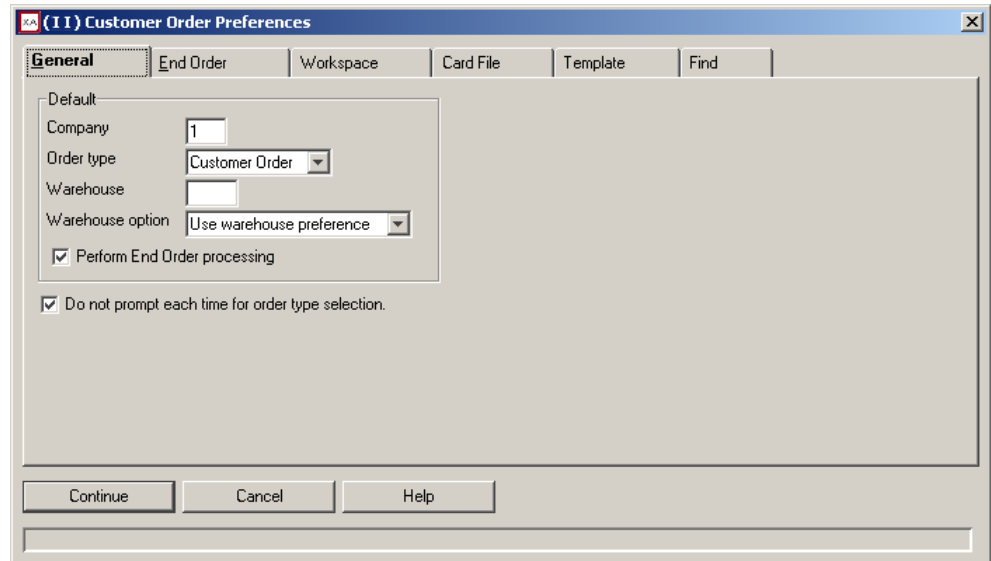 XA (II) Customer Order Preferences
General End Order Workspace Card File Template Find
Default
Company 1
Order type Customer Order
Warehouse
Warehouse option Use warehouse preference
Perform End Order processing
Do not prompt each time for order type selection.
Continue Cancel Help